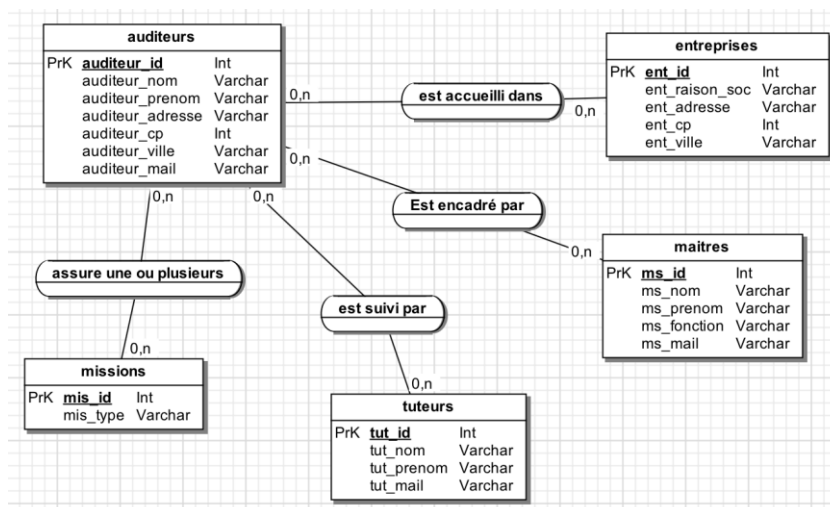 auditeurs
PrK auditeur_id Int
auditeur_nom Varchar
auditeur_prenom Varchar
auditeur_adresse Varchar
auditeur_cp Int
auditeur_ville Varchar
auditeur_mail Varchar
entreprises
PrK ent_id Int
ent_raison_soc Varchar
ent_adresse Varchar
ent_cp Int
ent_ville Varchar
0,n
est accueilli dans
0,n
0,n
Est encadré par
0,n
maitres
PrK ms_id Int
ms_nom Varchar
ms_prenom Varchar
ms_fonction Varchar
ms_mail Varchar
0,n
assure une ou plusieurs
0,n
missions
PrK mis_id Int
mis_type Varchar
0,n
est suivi par
0,n
tuteurs
PrK tut_id Int
tut_nom Varchar
tut_prenom Varchar
tut_mail Varchar